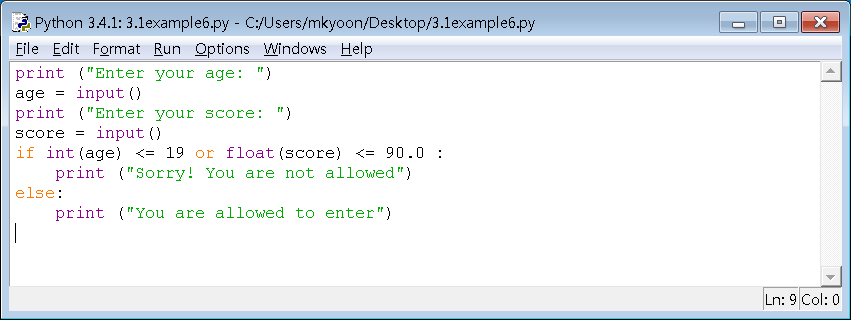 Python 3.4.1: 3.1example6.py - C:/Users/mkyoon/Desktop/3.1example6.py
File Edit Format Run Options Windows Help
print ("Enter your age: ")
age = input()
print ("Enter your score: ")
score = input()
if int(age) <= 19 or float(score) <= 90.0 :
    print ("Sorry! You are not allowed")
else:
    print ("You are allowed to enter")
Ln: 9 Col: 0